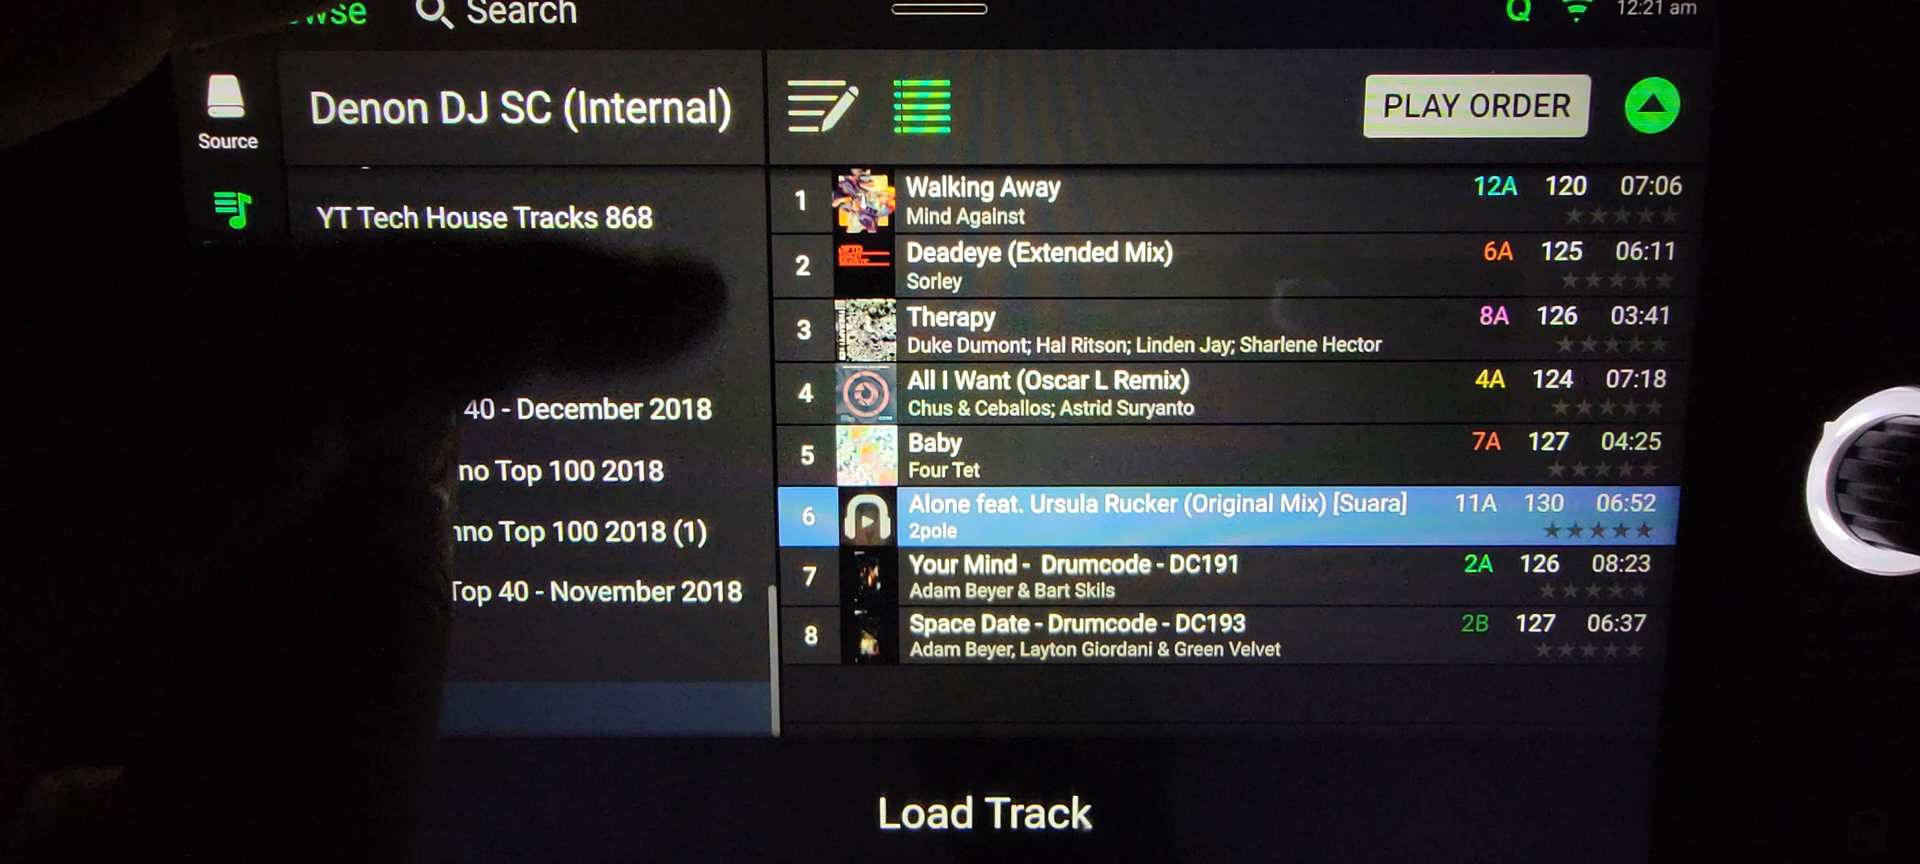 Search
12:21 am
Source
Denon DJ SC (Internal)
PLAY ORDER
YT Tech House Tracks 868
40 - December 2018
no Top 100 2018
Top 100 2018 (1)
Top 40 - November 2018
1
Walking Away
Mind Against
12A 120 07:06
2
Deadeye (Extended Mix)
Sorley
6A 125 06:11
3
Therapy
Duke Dumont; Hal Ritson; Linden Jay; Sharlene Hector
8A 126 03:41
4
All I Want (Oscar L Remix)
Chus & Ceballos; Astrid Suryanto
4A 124 07:18
5
Baby
Four Tet
7A 127 04:25
6
Alone feat. Ursula Rucker (Original Mix) [Suara]
2pole
11A 130 06:52
7
Your Mind - Drumcode - DC191
Adam Beyer & Bart Skils
2A 126 08:23
8
Space Date - Drumcode - DC193
Adam Beyer, Layton Giordani & Green Velvet
2B 127 06:37
Load Track